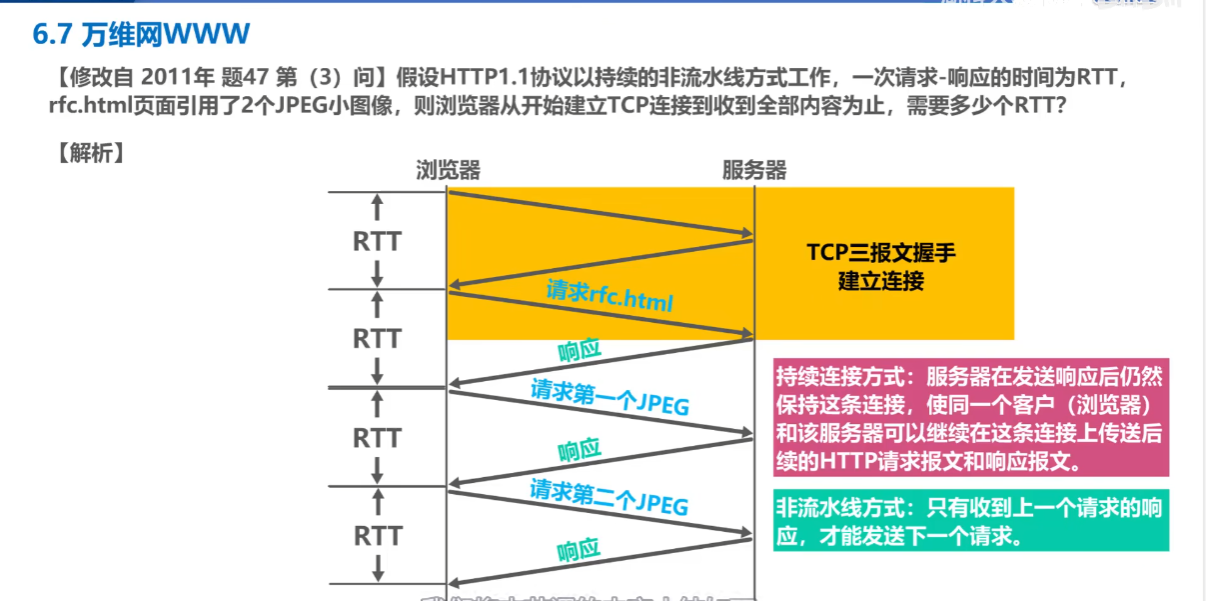 6.7 万维网WWW
【修改自 2011年 题47 第（3）问】假设HTTP1.1协议以持续的非流水线方式工作，一次请求-响应的时间为RTT，
rfc.html页面引用了2个JPEG小图像，则浏览器从开始建立TCP连接到收到全部内容为止，需要多少个RTT？
【解析】
浏览器
服务器
RTT
TCP三报文握手
建立连接
请求rfc.html
RTT
响应
请求第一个JPEG
RTT
响应
请求第二个JPEG
RTT
响应
持续连接方式：服务器在发送响应后仍然
保持这条连接，使同一个客户（浏览器）
和该服务器可以继续在这条连接上传送后
续的HTTP请求报文和响应报文。
非流水线方式：只有收到上一个请求的响
应，才能发送下一个请求。